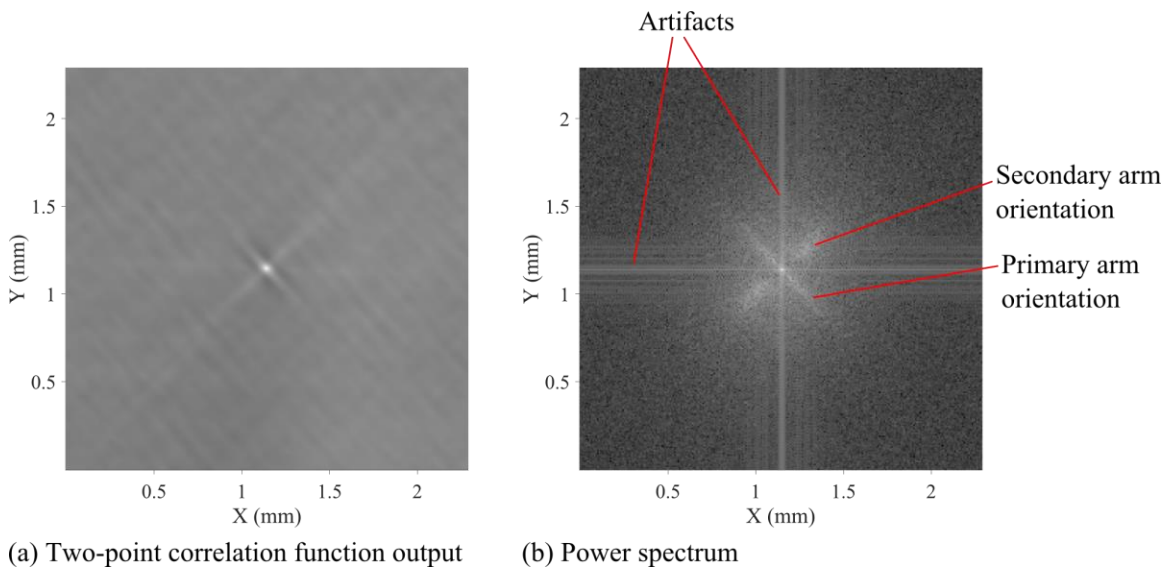 Artifacts
2
1.5
1
0.5
Y (mm)
0.5
1
1.5
2
X (mm)
2
1.5
1
0.5
Y (mm)
0.5
1
1.5
2
X (mm)
Secondary arm
orientation
Primary arm
orientation
(a) Two-point correlation function output
(b) Power spectrum